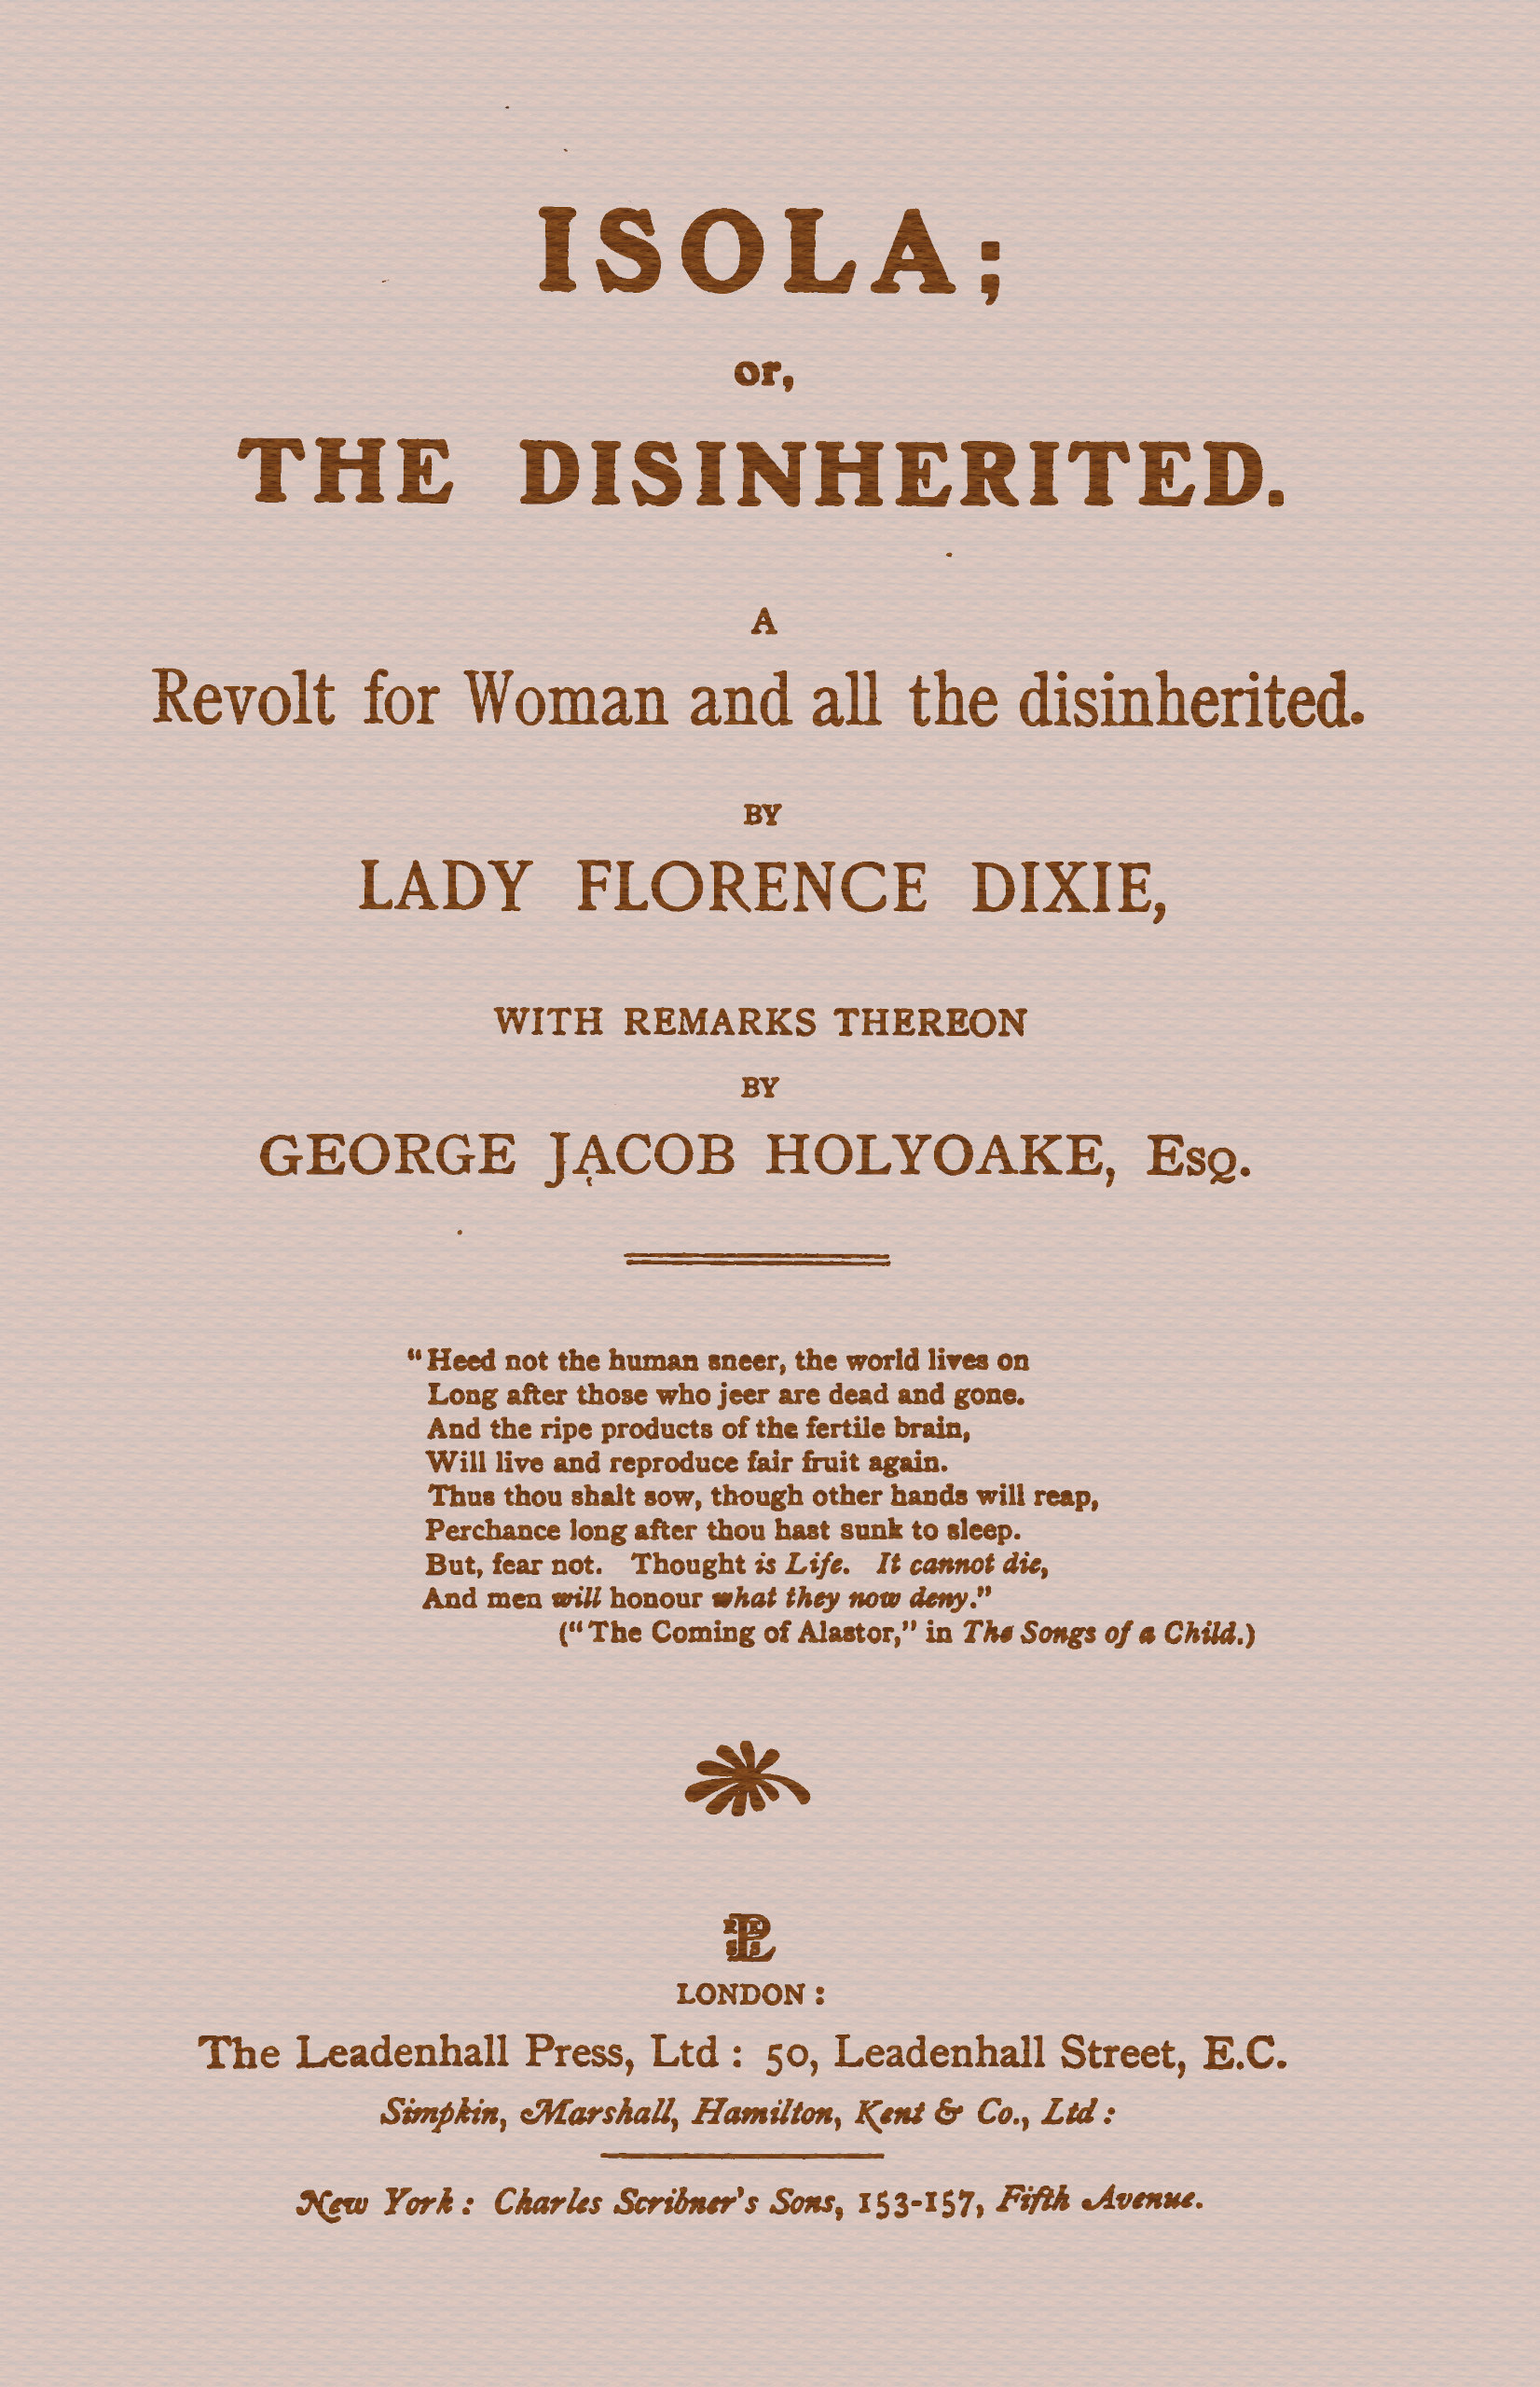 ISOLA;
or,
THE DISINHERITED.
A
Revolt for Woman and all the disinherited.
BY
LADY FLORENCE DIXIE,
WITH REMARKS THEREON
BY
GEORGE JACOB HOLYOAKE, ESQ.
“Heed not the human sneer, the world lives on
Long after those who jeer are dead and gone.
And the ripe products of the fertile brain,
Will live and reproduce fair fruit again.
Thus thou shalt sow, though other hands will reap,
Perchance long after thou hast sunk to sleep.
But, fear not. Thought is Life. It cannot die,
And men will honour what they now deny.”
(“The Coming of Alastor,” in The Songs of a Child.)
LONDON:
The Leadenhall Press, Ltd: 50, Leadenhall Street, E.C.
Simpkin, Marshall, Hamilton, Kent & Co., Ltd:
New York: Charles Scribner's Sons, 153-157, Fifth Avenue.